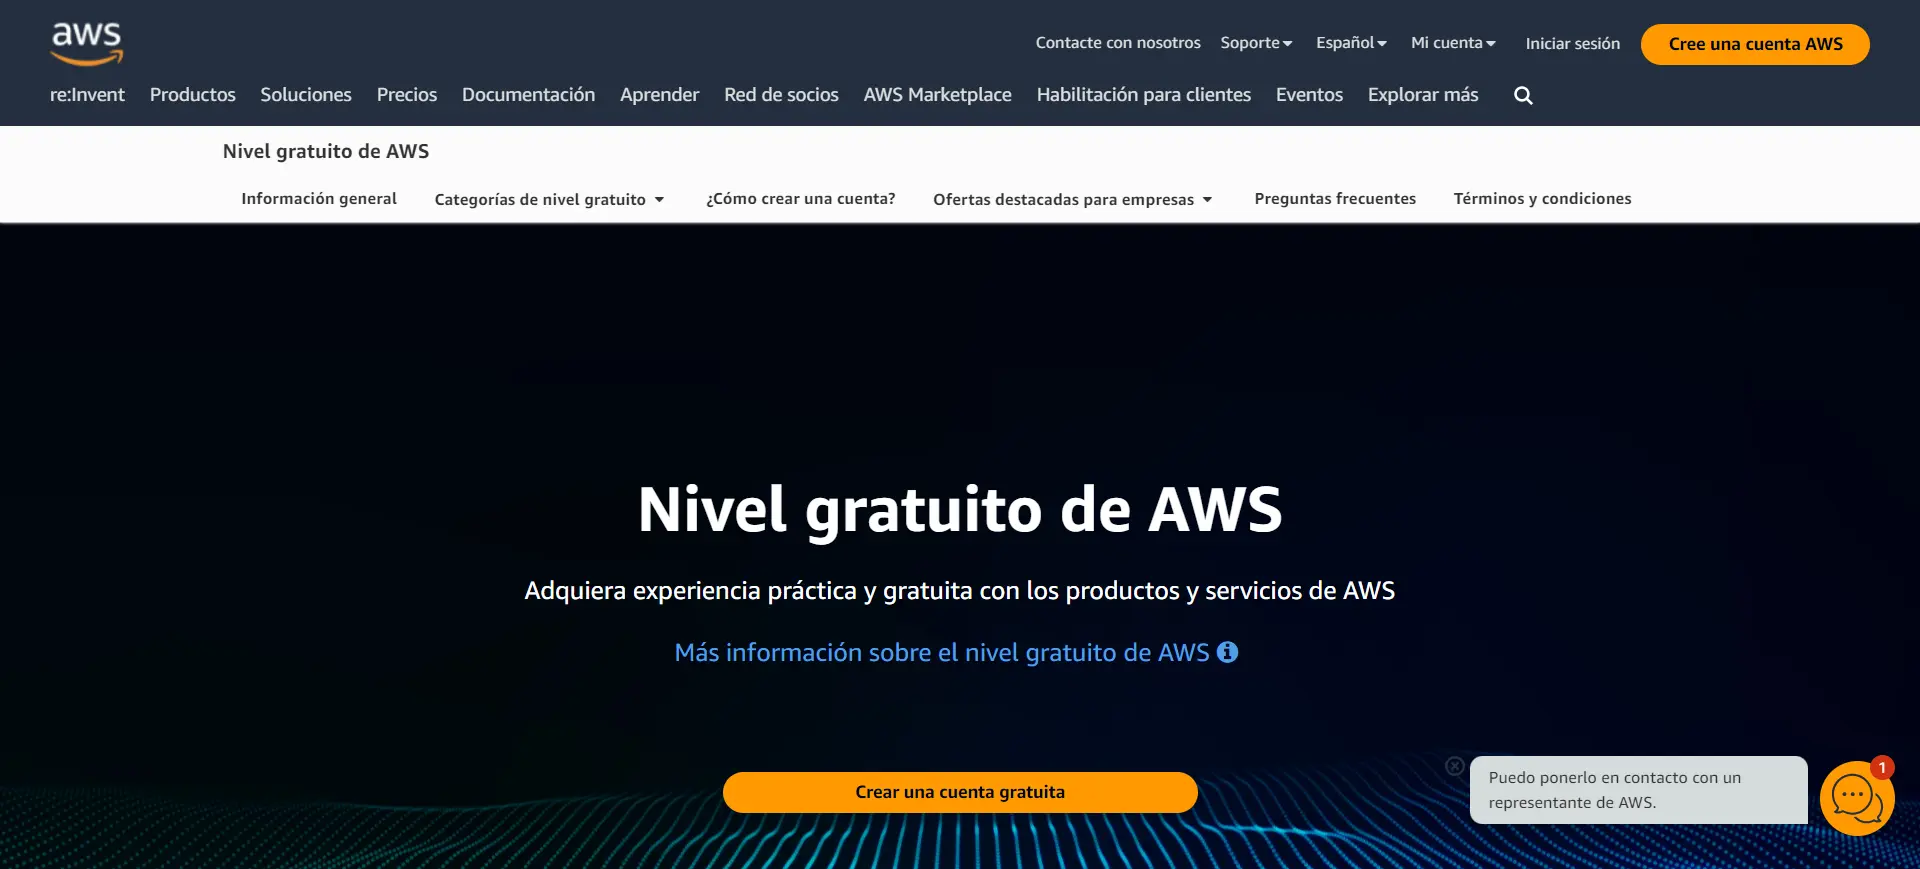 aws
Contacte con nosotros Soporte Español Mi cuenta Iniciar sesión Cree una cuenta AWS
re:Invent Productos Soluciones Precios Documentación Aprender Red de socios AWS Marketplace Habilitación para clientes Eventos Explorar más
Nivel gratuito de AWS
Información general Categorías de nivel gratuito ¿Cómo crear una cuenta? Ofertas destacadas para empresas Preguntas frecuentes Términos y condiciones
Nivel gratuito de AWS
Adquiera experiencia práctica y gratuita con los productos y servicios de AWS
Más información sobre el nivel gratuito de AWS
Crear una cuenta gratuita
Puedo ponerlo en contacto con un
representante de AWS.
1